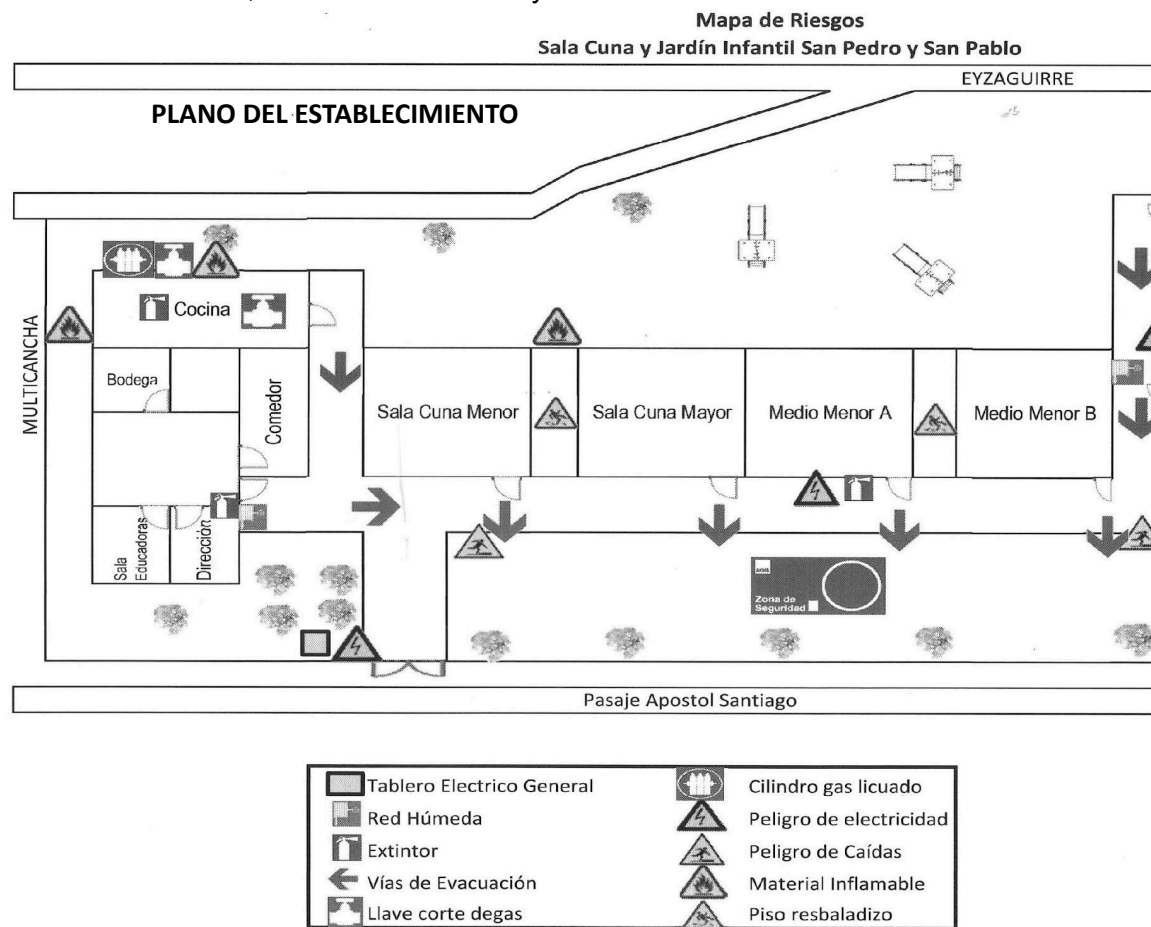 Mapa de Riesgos
Sala Cuna y Jardín Infantil San Pedro y San Pablo
EYZAGUIRRE
PLANO DEL ESTABLECIMIENTO
MULTICANCHA
Cocina
Bodega
Comedor
Sala Cuna Menor
Sala Cuna Mayor
Medio Menor A
Medio Menor B
Sala
Educadoras
Dirección
Zona de
Seguridad
Pasaje Apostol Santiago
Tablero Electrico General
Cilindro gas licuado
Red Húmeda
Peligro de electricidad
Extintor
Peligro de Caídas
Vías de Evacuación
Material Inflamable
Llave corte degas
Piso resbaladizo